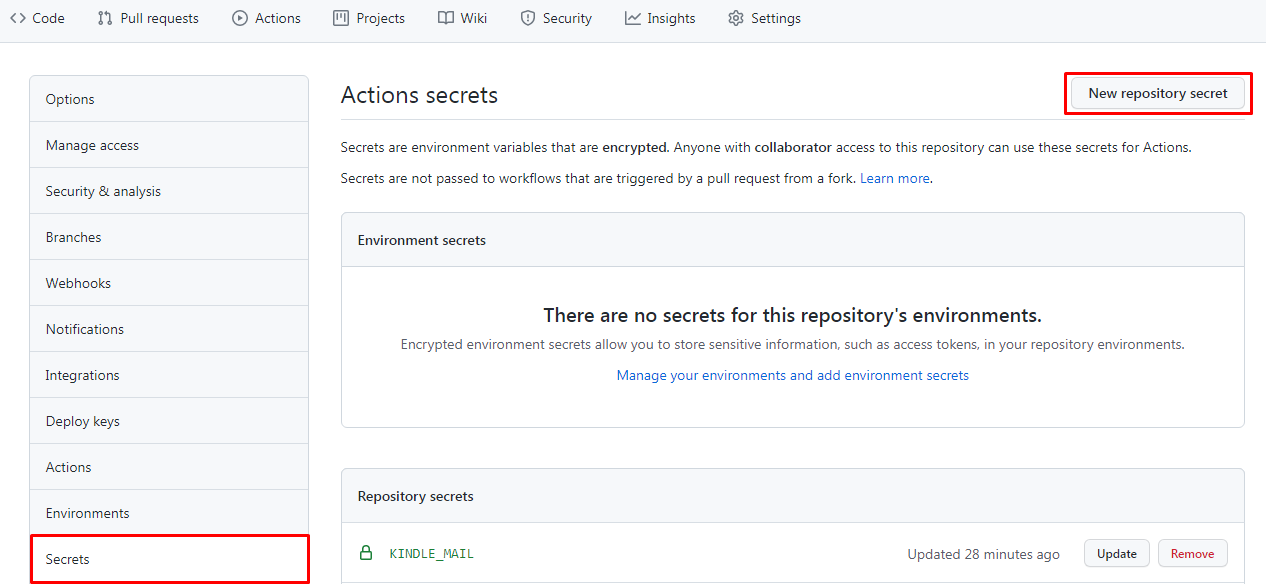 Code Pull requests Actions Projects Wiki Security Insights Settings
Options
Manage access
Security & analysis
Branches
Webhooks
Notifications
Integrations
Deploy keys
Actions
Environments
Secrets
Actions secrets
New repository secret
Secrets are environment variables that are encrypted. Anyone with collaborator access to this repository can use these secrets for Actions.
Secrets are not passed to workflows that are triggered by a pull request from a fork. Learn more.
Environment secrets
There are no secrets for this repository's environments.
Encrypted environment secrets allow you to store sensitive information, such as access tokens, in your repository environments.
Manage your environments and add environment secrets
Repository secrets
KINDLE_MAIL Updated 28 minutes ago Update Remove